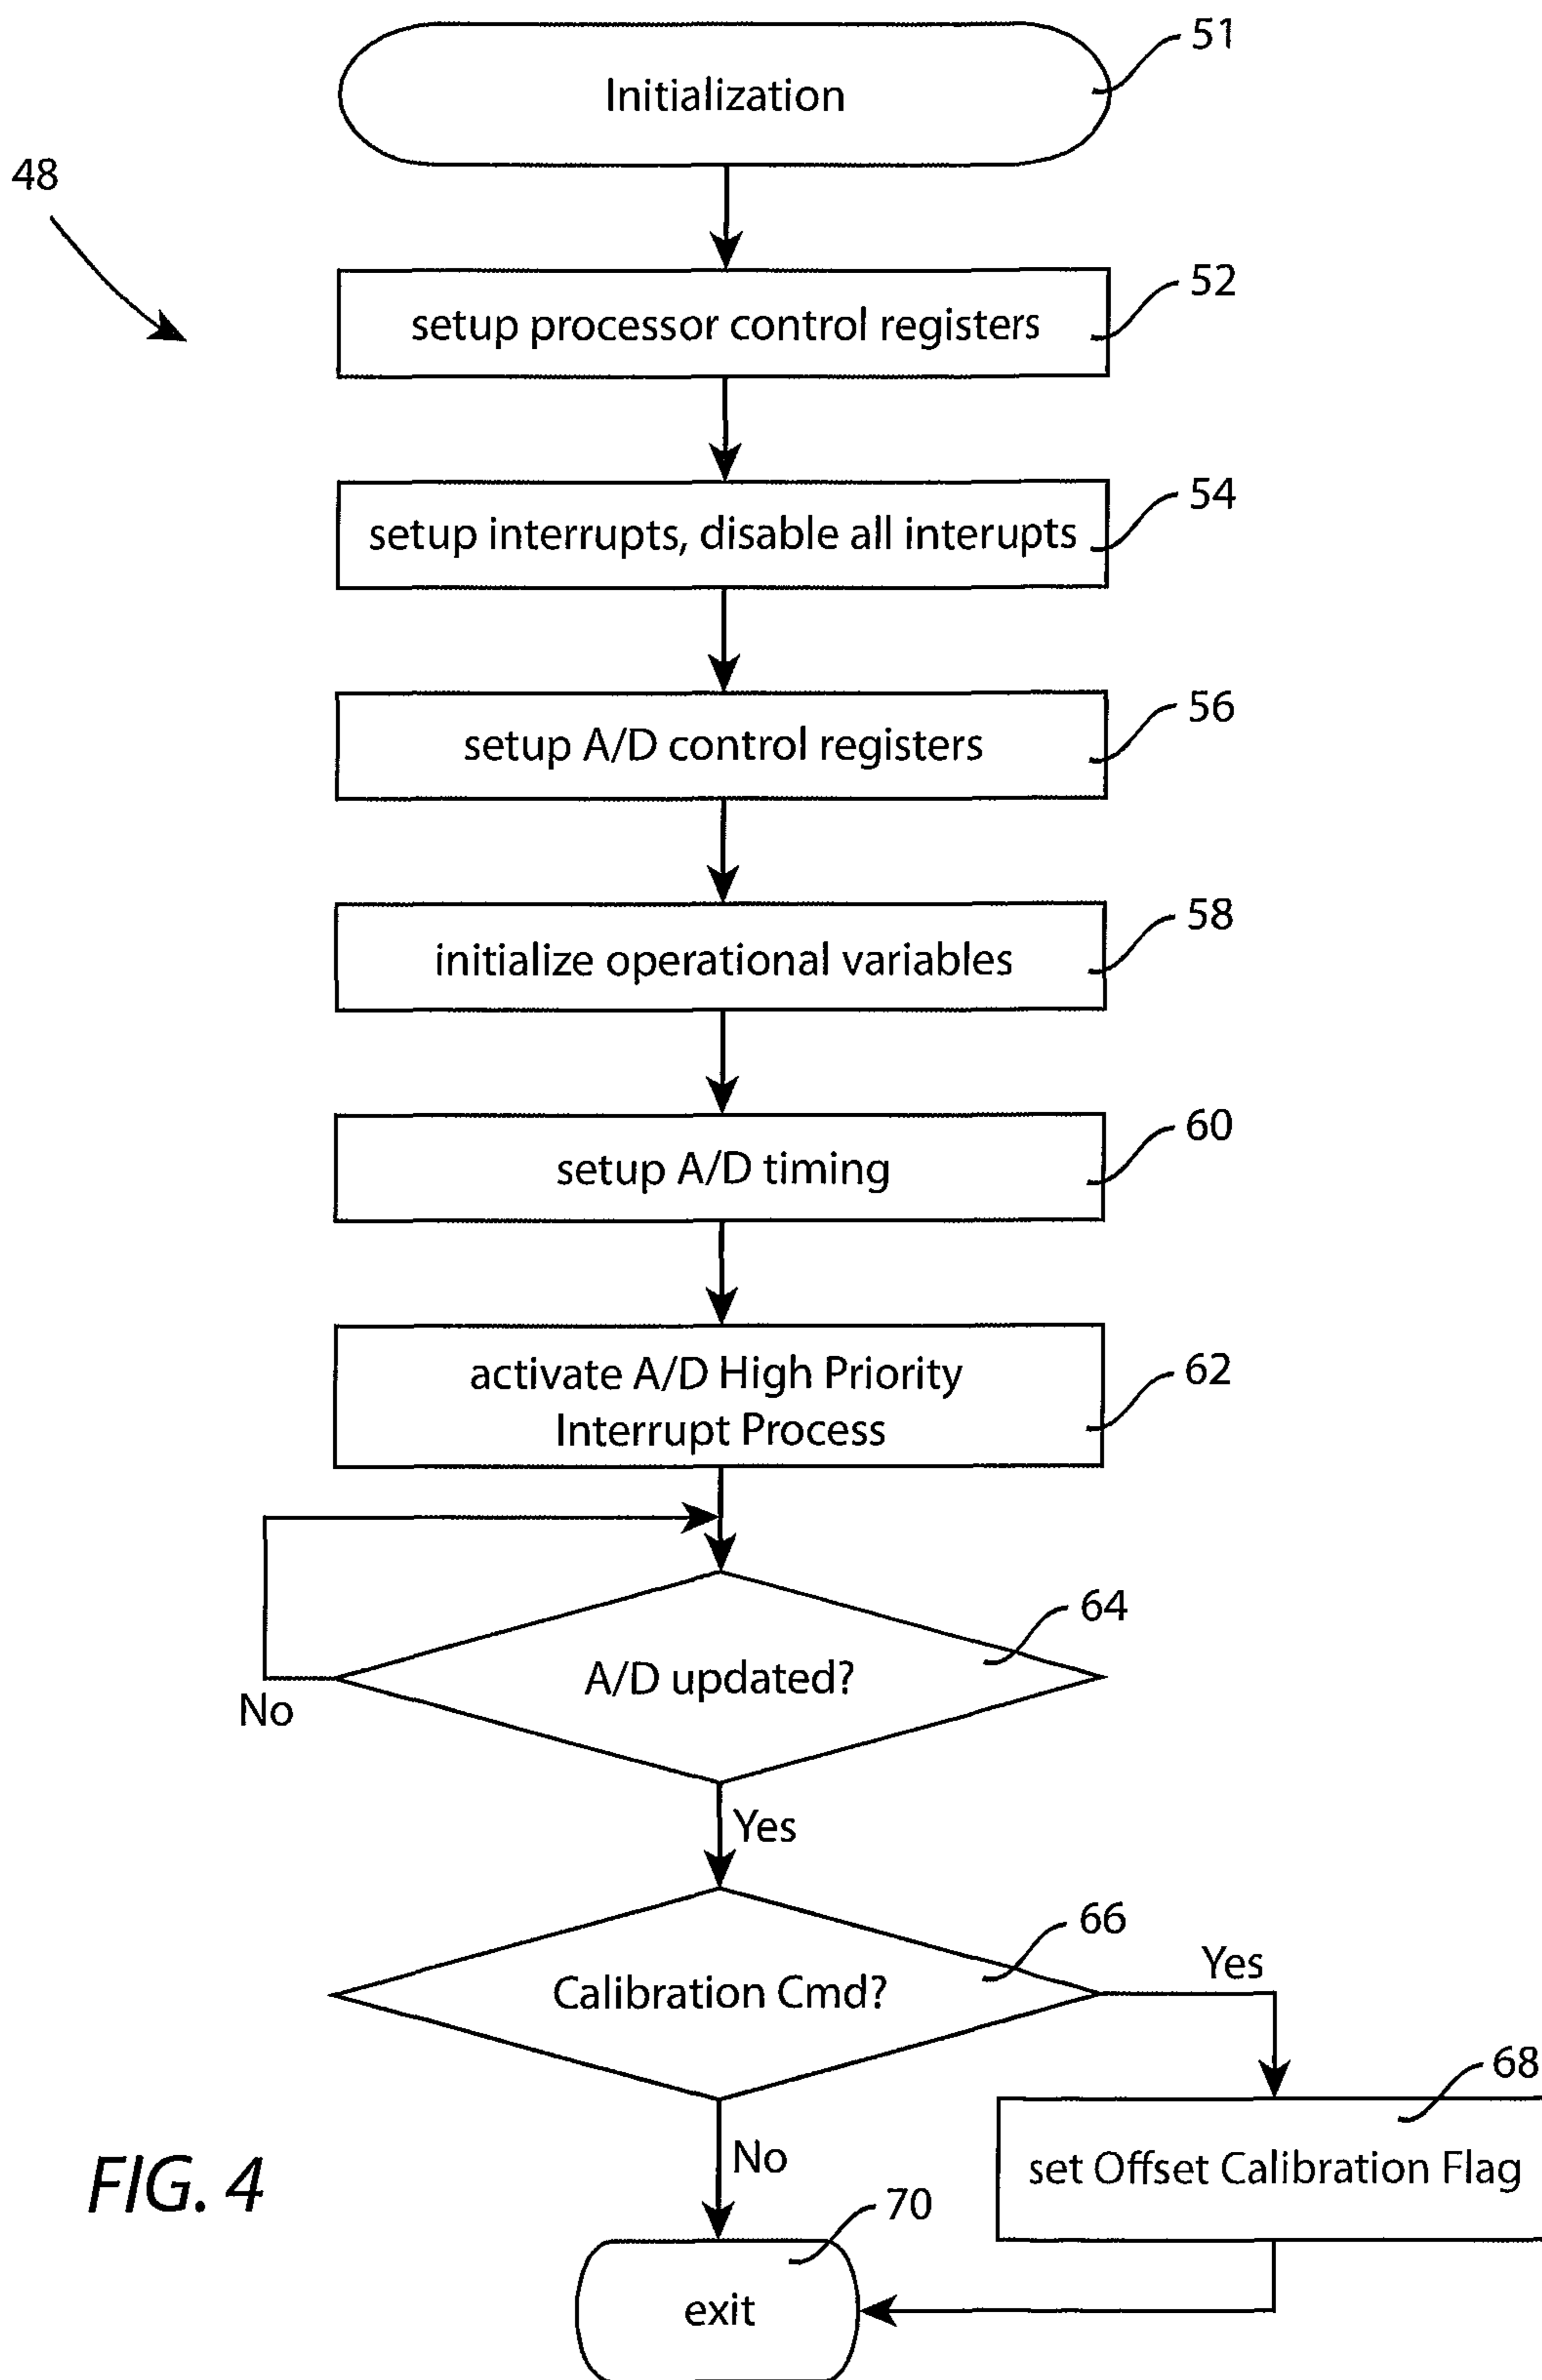 51
Initialization
48
52
setup processor control registers
54
setup interrupts, disable all interupts
56
setup A/D control registers
58
initialize operational variables
60
setup A/D timing
activate A/D High Priority
62
Interrupt Process
64
A/D updated?
No
Yes
66
Yes
Calibration Cmd?
68
No
set Offset Calibration Flag
FIG. 4
70
exit